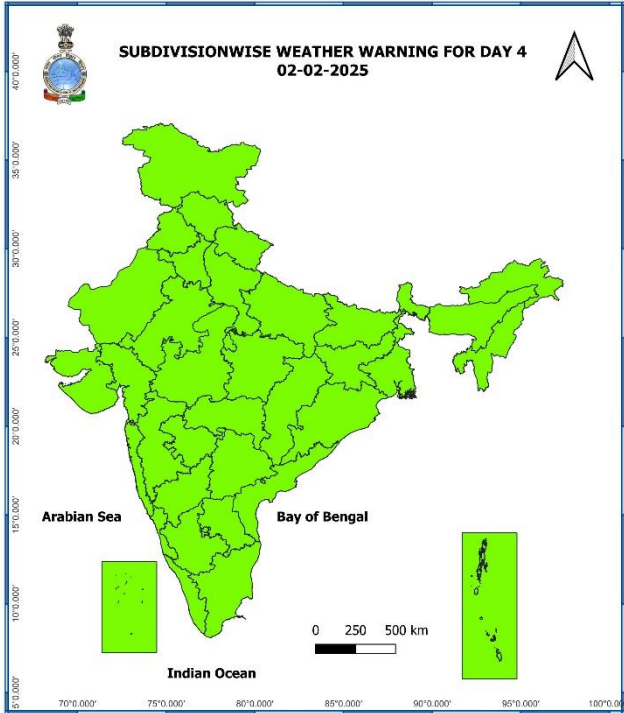 SUBDIVISIONWISE WEATHER WARNING FOR DAY 4
02-02-2025
40°0.000'
35°0.000'
30°0.000'
25°0.000'
20°0.000'
15°0.000'
10°0.000'
5°0.000'
Arabian Sea
Bay of Bengal
0 250 500 km
Indian Ocean
70°0.000' 75°0.000' 80°0.000' 85°0.000' 90°0.000' 95°0.000' 100°0.0